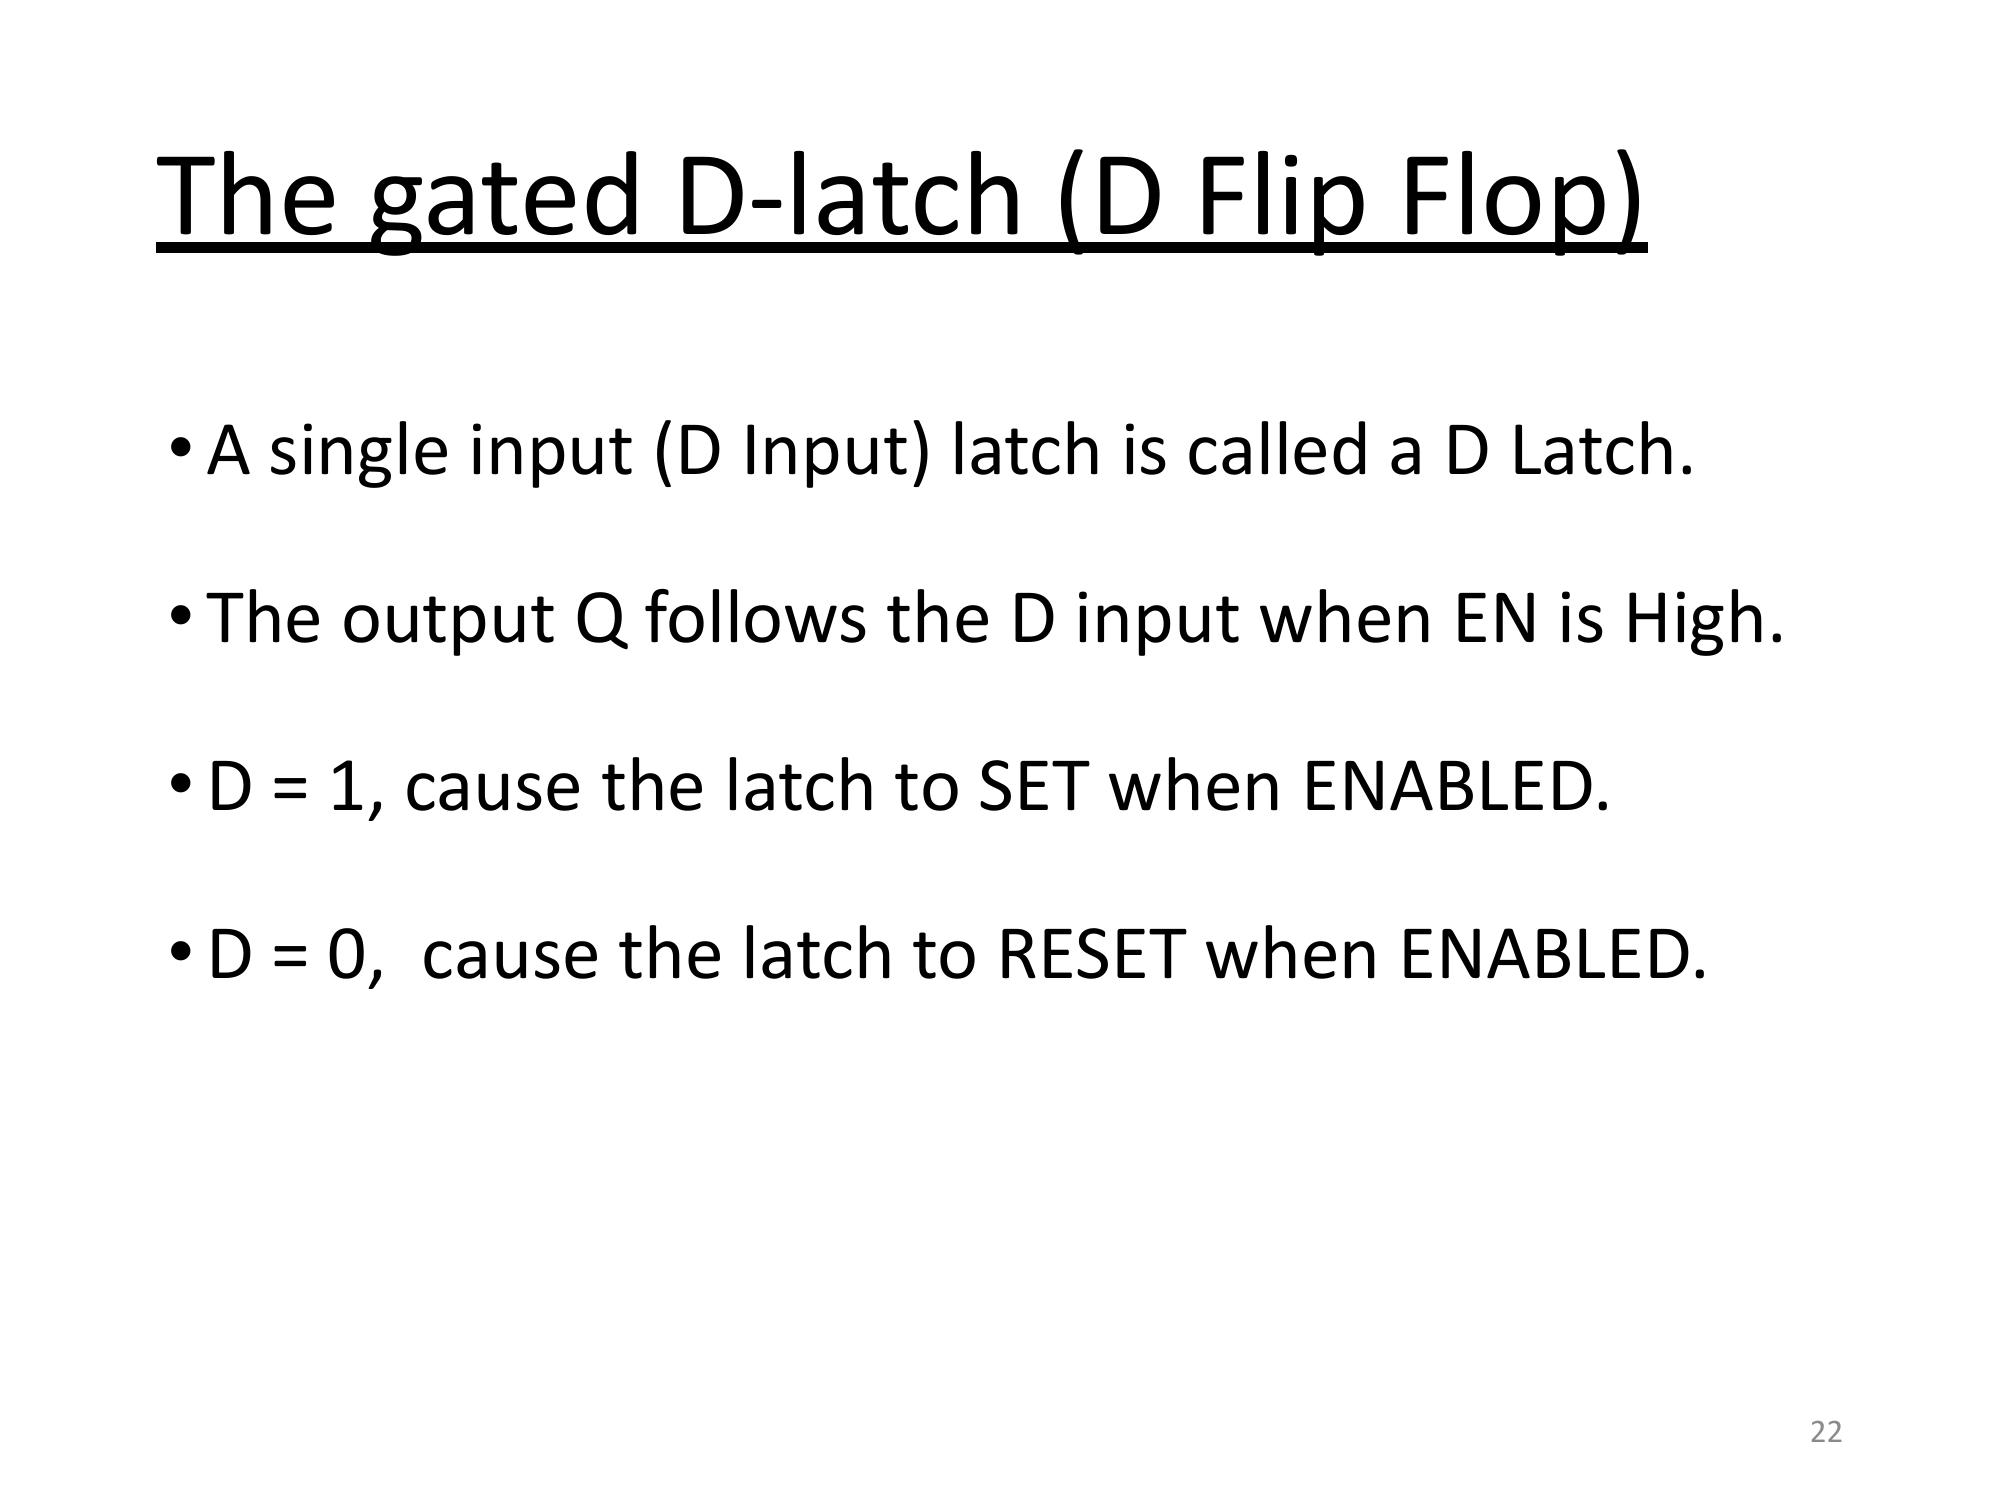 The gated D-latch (D Flip Flop)
• A single input (D Input) latch is called a D Latch.
• The output Q follows the D input when EN is High.
• D = 1, cause the latch to SET when ENABLED.
• D = 0,  cause the latch to RESET when ENABLED.
22